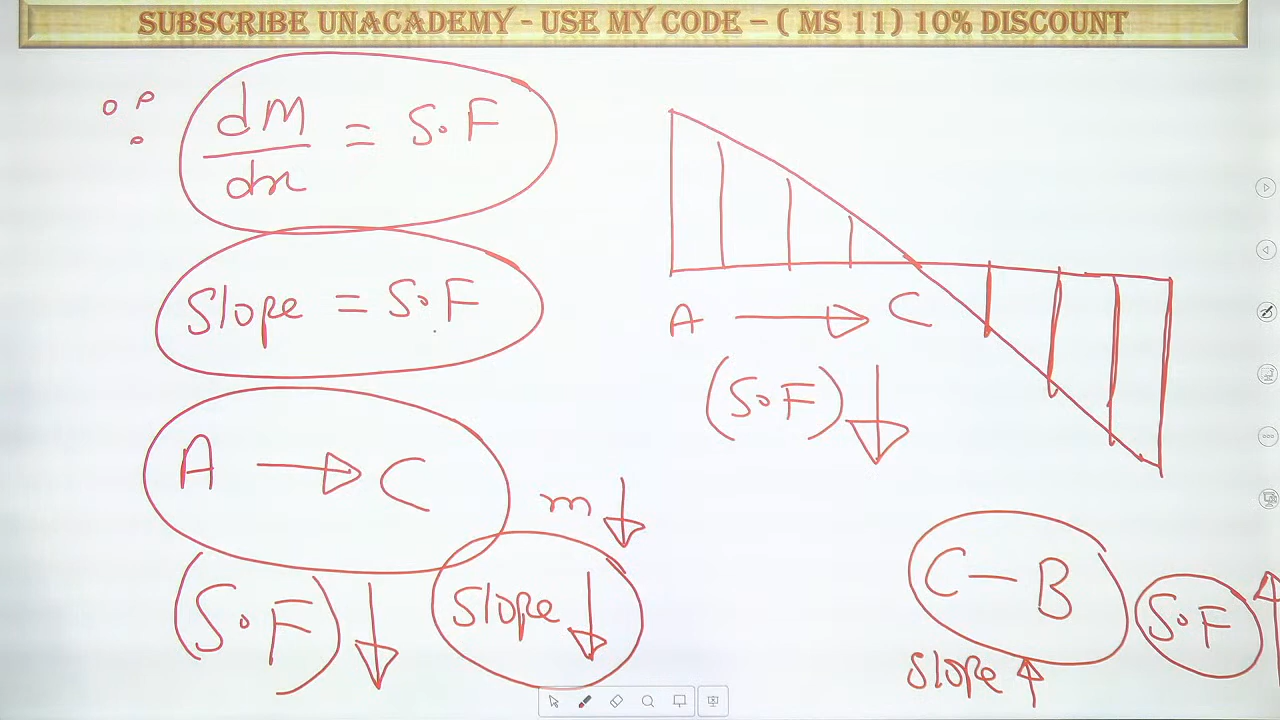 SUBSCRIBE UNACADEMY - USE MY CODE – ( MS 11) 10% DISCOUNT
∴ dM/dx = S.F
Slope = S.F
A → C
(S.F) ↓
A → C
(S.F) ↓
m ↓
Slope ↓
C — B
S.F ↑
Slope ↑